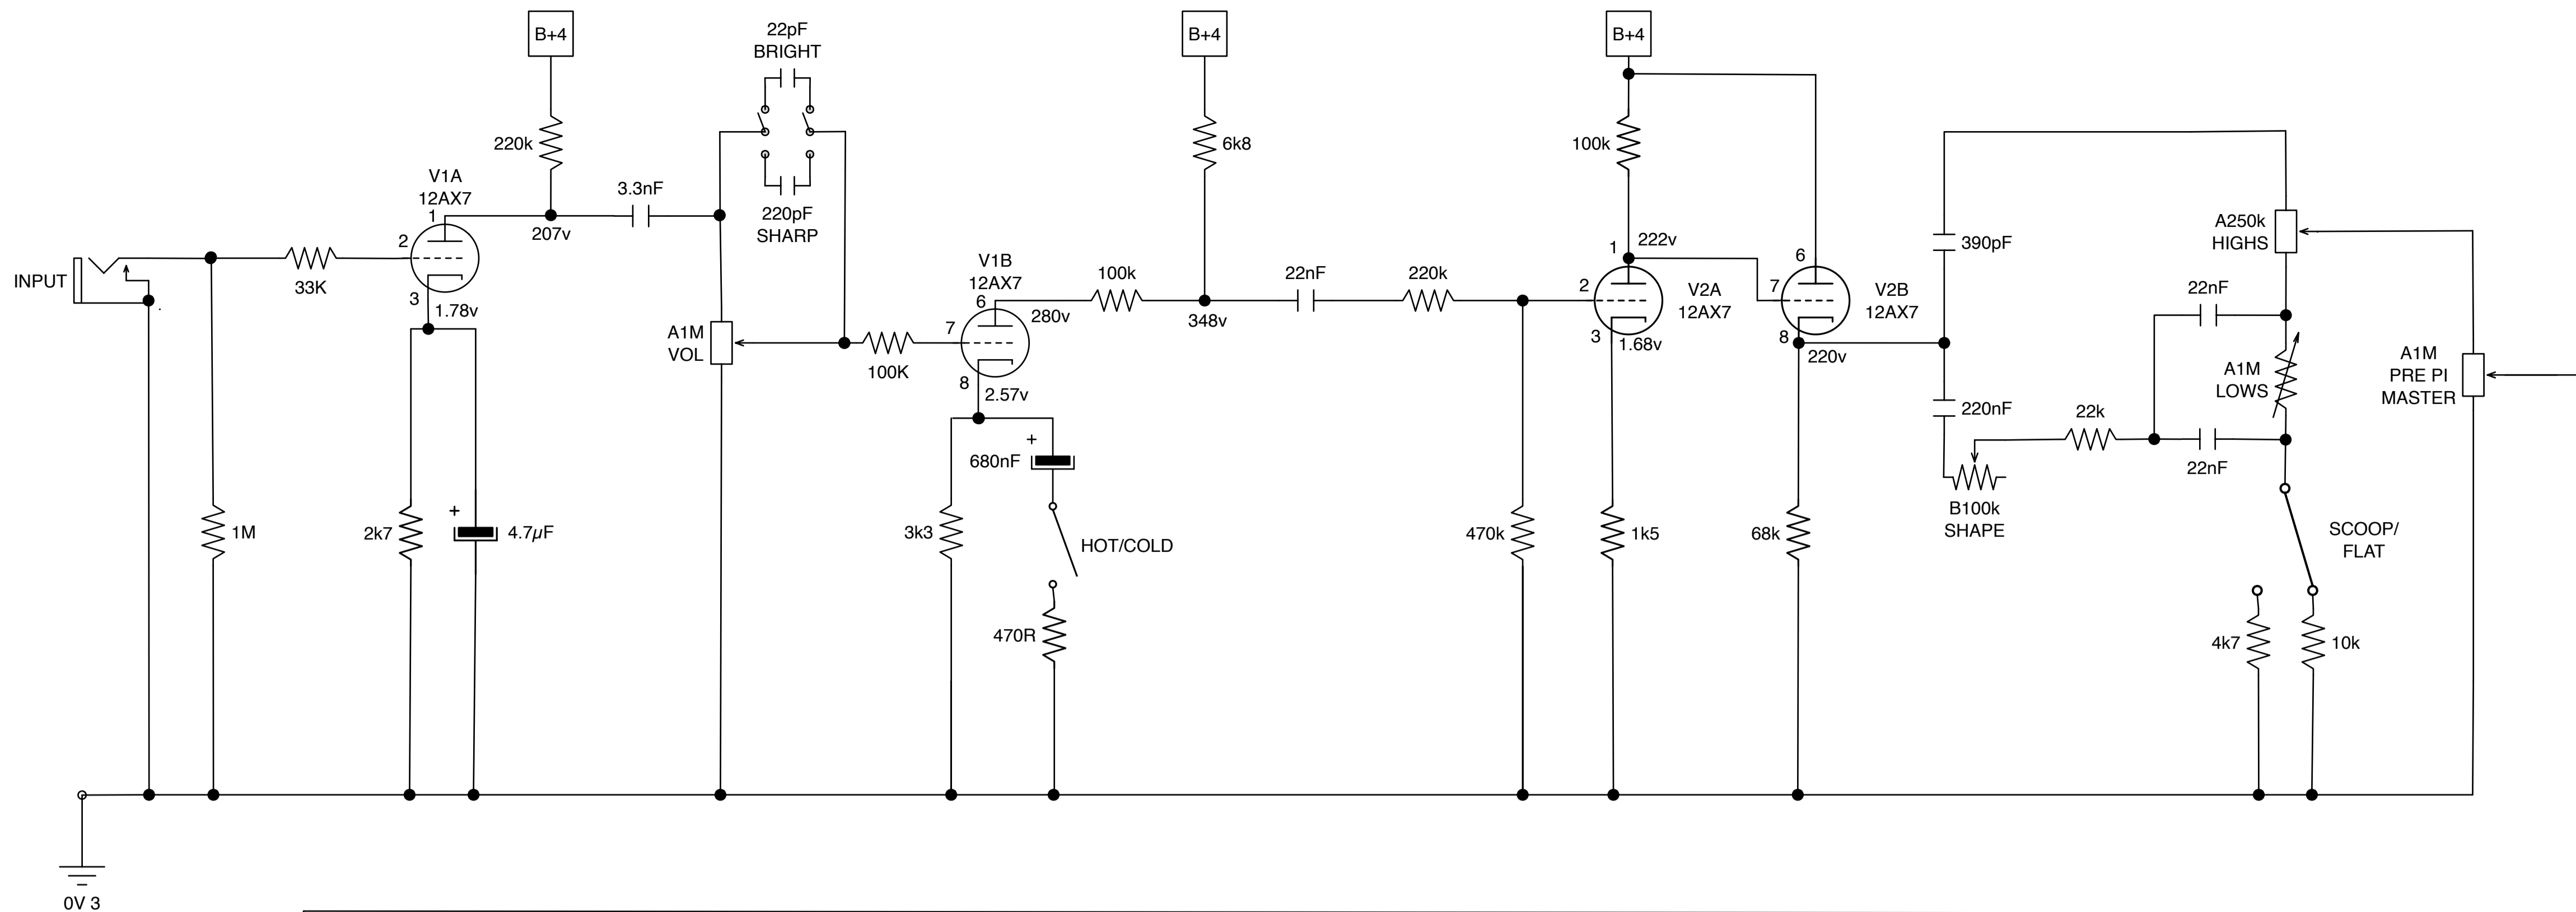 B+4
B+4
B+4
22pF
BRIGHT
220k
6k8
100k
V1A
12AX7
1
3.3nF
207v
220pF
SHARP
2
3
1.78v
33K
INPUT
A1M
VOL
100K
V1B
12AX7
6
280v
7
8
2.57v
100k
348v
22nF
220k
1
222v
2
3
1.68v
V2A
12AX7
6
7
8
220v
V2B
12AX7
390pF
A250k
HIGHS
22nF
A1M
LOWS
A1M
PRE PI
MASTER
220nF
22k
22nF
B100k
SHAPE
1M
2k7
+
4.7µF
3k3
+
680nF
HOT/COLD
470R
470k
1k5
68k
SCOOP/
FLAT
4k7
10k
0V 3